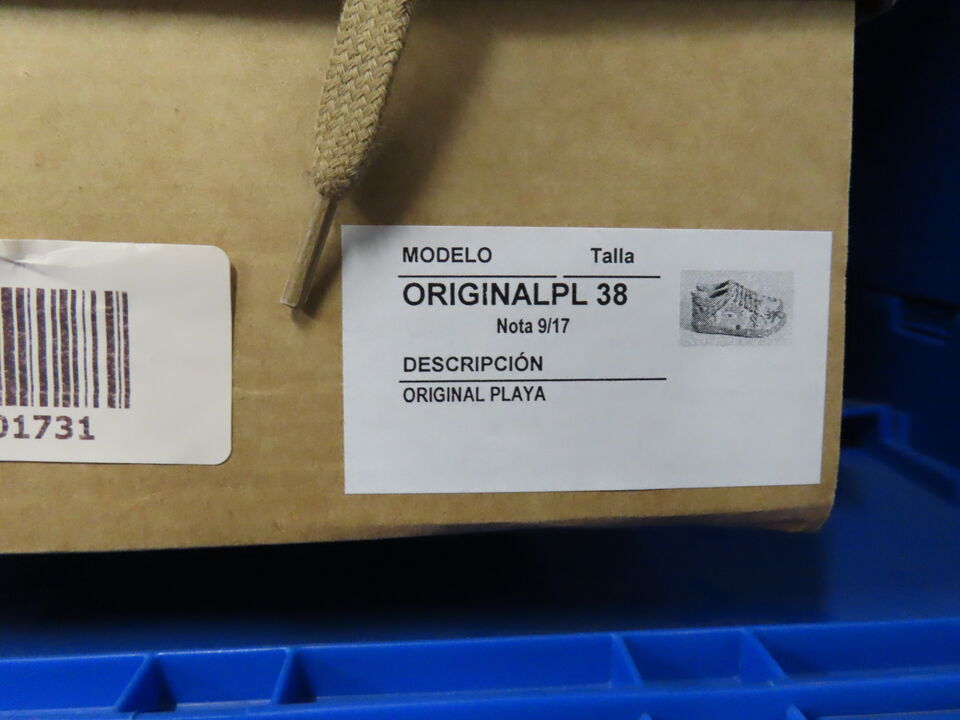 MODELO Talla
ORIGINALPL 38
Nota 9/17
DESCRIPCIÓN
ORIGINAL PLAYA
01731